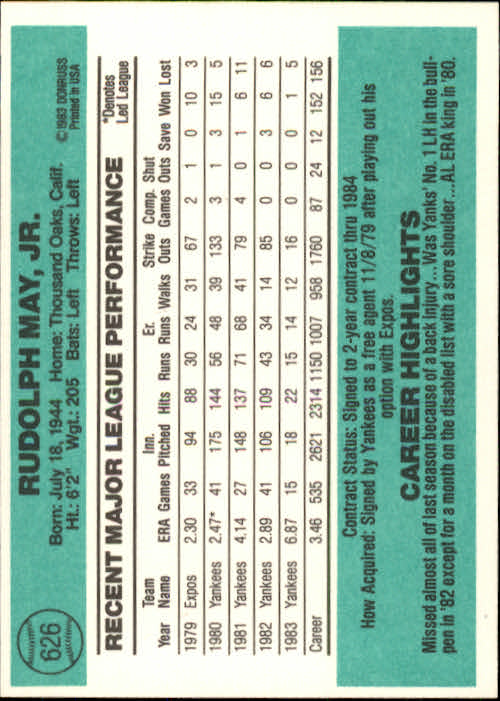 626
RUDOLPH MAY, JR.
©1983 DONRUSS
Printed in USA
Born: July 18, 1944 Home: Thousand Oaks, Calif.
Ht.: 6'2" Wgt.: 205 Bats: Left Throws: Left
RECENT MAJOR LEAGUE PERFORMANCE
*Denotes
Led League
Team Inn. Er. Strike Comp. Shut
Year Name ERA Games Pitched Hits Runs Runs Walks Outs Games Outs Save Won Lost
1979 Expos 2.30 33 94 88 30 24 31 67 2 1 0 10 3
1980 Yankees 2.47* 41 175 144 56 48 39 133 3 1 3 15 5
1981 Yankees 4.14 27 148 137 71 68 41 79 4 0 1 6 11
1982 Yankees 2.89 41 106 109 43 34 14 85 0 0 3 6 6
1983 Yankees 6.87 15 18 22 15 14 12 16 0 0 0 1 5
Career 3.46 535 2621 2314 1150 1007 958 1760 87 24 12 152 156
Contract Status: Signed to 2-year contract thru 1984
How Acquired: Signed by Yankees as a free agent 11/8/79 after playing out his
option with Expos.
CAREER HIGHLIGHTS
Missed almost all of last season because of a back injury...Was Yanks' No. 1 LH in the bull-
pen in '82 except for a month on the disabled list with a sore shoulder...AL ERA king in '80.